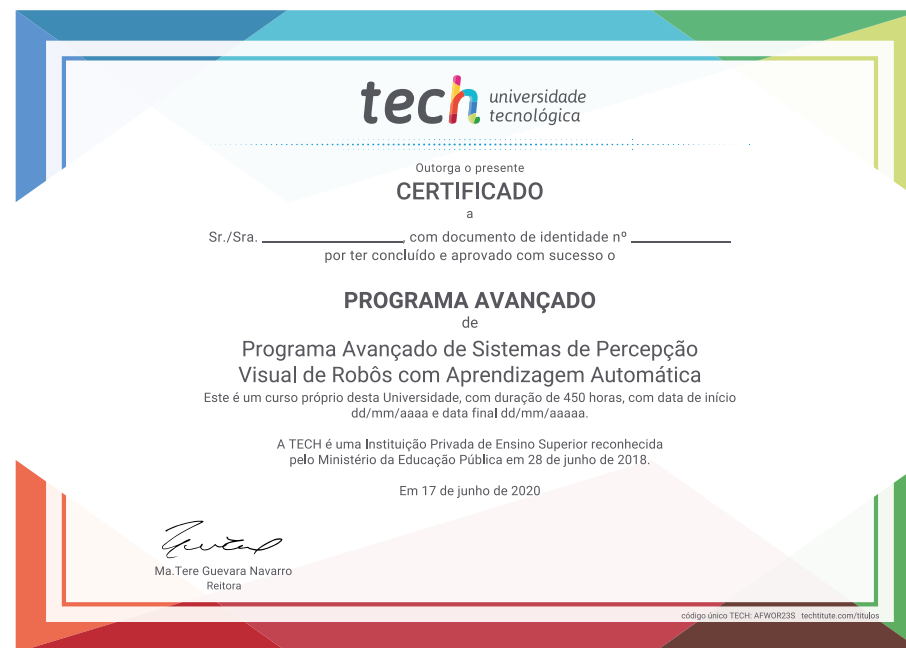 tech universidade
tecnológica
Outorga o presente
CERTIFICADO
a
Sr./Sra. ____________________, com documento de identidade nº ______________
por ter concluído e aprovado com sucesso o
PROGRAMA AVANÇADO
de
Programa Avançado de Sistemas de Percepção
Visual de Robôs com Aprendizagem Automática
Este é um curso próprio desta Universidade, com duração de 450 horas, com data de início
dd/mm/aaaa e data final dd/mm/aaaaa.
A TECH é uma Instituição Privada de Ensino Superior reconhecida
pelo Ministério da Educação Pública em 28 de junho de 2018.
Em 17 de junho de 2020
Ma.Tere Guevara Navarro
Reitora
código único TECH: AFWOR23S techtitute.com/titulos